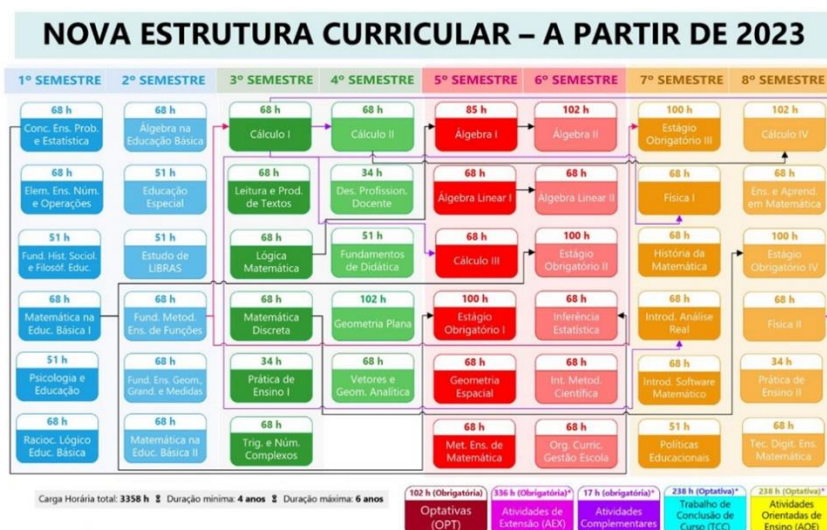 NOVA ESTRUTURA CURRICULAR – A PARTIR DE 2023
1º SEMESTRE
68 h
Conc. Ens. Prob.
e Estatística
68 h
Elem. Ens. Núm.
e Operações
51 h
Fund. Hist. Sociol.
e Filosóf. Educ.
68 h
Matemática na
Educ. Básica I
51 h
Psicologia e
Educação
68 h
Racioc. Lógico
Educ. Básica
2º SEMESTRE
68 h
Álgebra na
Educação Básica
51 h
Educação
Especial
51 h
Estudo de
LIBRAS
68 h
Fund. Metod.
Ens. de Funções
68 h
Fund. Ens. Geom.,
Grand. e Medidas
68 h
Matemática na
Educ. Básica II
3º SEMESTRE
68 h
Cálculo I
68 h
Leitura e Prod.
de Textos
68 h
Lógica
Matemática
68 h
Matemática
Discreta
34 h
Prática de
Ensino I
68 h
Trig. e Núm.
Complexos
4º SEMESTRE
68 h
Cálculo II
34 h
Des. Profission.
Docente
51 h
Fundamentos
de Didática
102 h
Geometria Plana
68 h
Vetores e
Geom. Analítica
5º SEMESTRE
85 h
Álgebra I
68 h
Álgebra Linear I
68 h
Cálculo III
100 h
Estágio
Obrigatório I
68 h
Geometria
Espacial
68 h
Met. Ens. de
Matemática
6º SEMESTRE
102 h
Álgebra II
68 h
Álgebra Linear II
100 h
Estágio
Obrigatório II
68 h
Inferência
Estatística
68 h
Int. Metod.
Científica
68 h
Org. Curric.
Gestão Escola
7º SEMESTRE
100 h
Estágio
Obrigatório III
68 h
Física I
68 h
História da
Matemática
68 h
Introd. Análise
Real
68 h
Introd. Software
Matemático
51 h
Políticas
Educacionais
8º SEMESTRE
102 h
Cálculo IV
68 h
Ens. e Aprend.
em Matemática
100 h
Estágio
Obrigatório IV
68 h
Física II
34 h
Prática de
Ensino II
68 h
Tec. Digit. Ens.
Matemática
Carga Horária total: 3358 h ⧖ Duração mínima: 4 anos ⧖ Duração máxima: 6 anos
102 h (Obrigatória)
Optativas
(OPT)
336 h (Obrigatória)*
Atividades de
Extensão (AEX)
17 h (obrigatória)*
Atividades
Complementares
238 h (Optativa)*
Trabalho de
Conclusão de
Curso (TCC)
238 h (Optativa)*
Atividades
Orientadas de
Ensino (AOE)